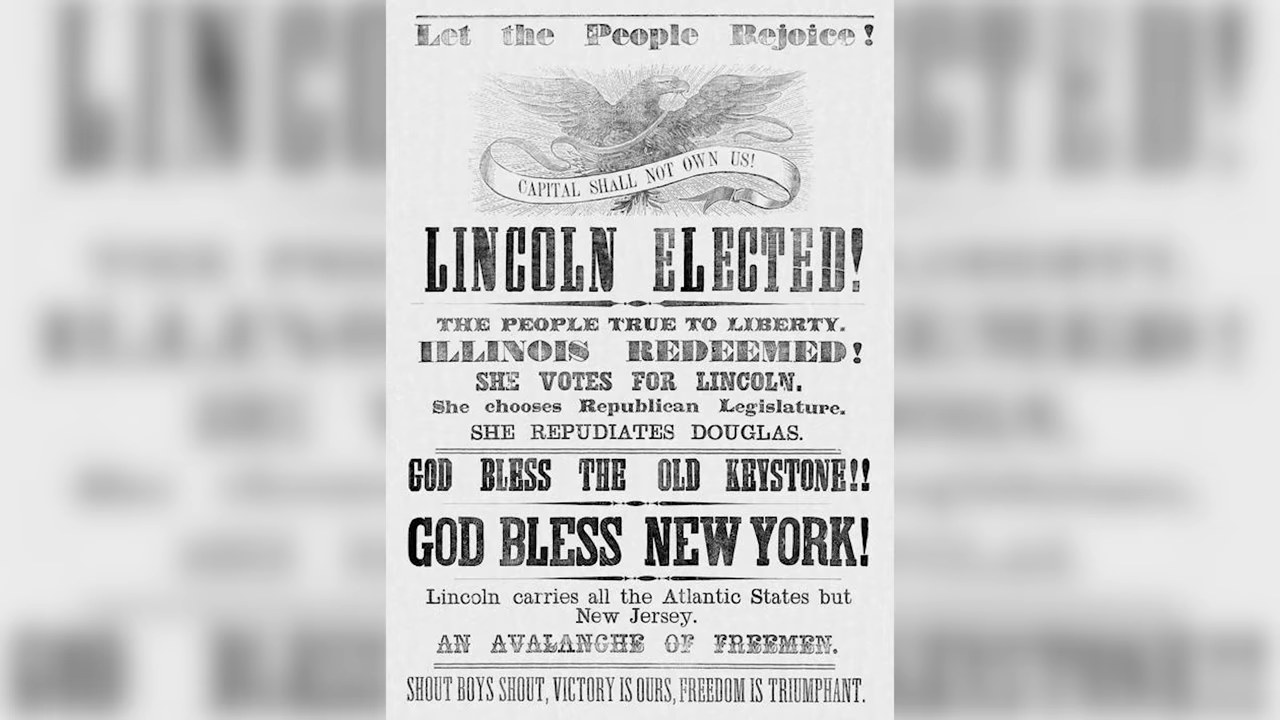 Let the People Rejoice!
CAPITAL SHALL NOT OWN US!
LINCOLN ELECTED!
THE PEOPLE TRUE TO LIBERTY.
ILLINOIS REDEEMED!
SHE VOTES FOR LINCOLN.
She chooses Republican Legislature.
SHE REPUDIATES DOUGLAS.
GOD BLESS THE OLD KEYSTONE!!
GOD BLESS NEW YORK!
Lincoln carries all the Atlantic States but
New Jersey.
AN AVALANCHE OF FREEMEN.
SHOUT BOYS SHOUT, VICTORY IS OURS, FREEDOM IS TRIUMPHANT.